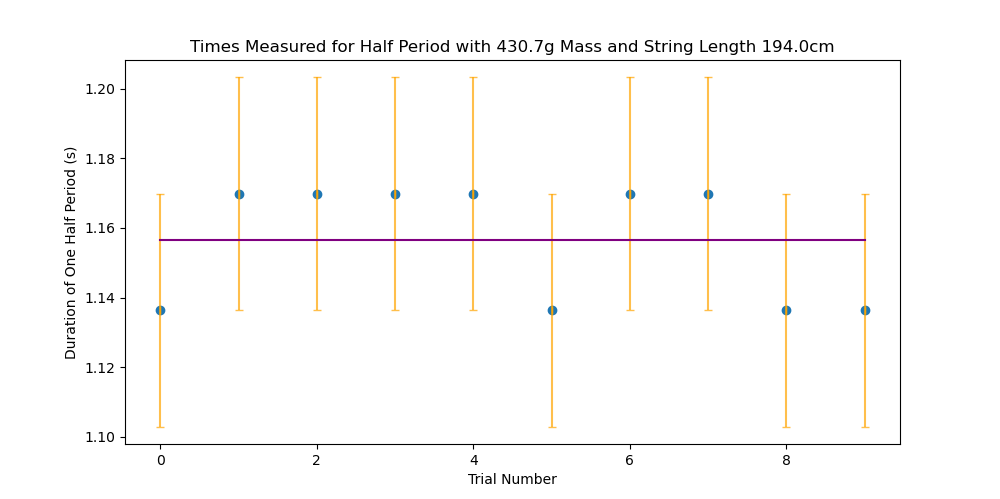 Times Measured for Half Period with 430.7g Mass and String Length 194.0cm
Duration of One Half Period (s)
1.20
1.18
1.16
1.14
1.12
1.10
0 2 4 6 8
Trial Number